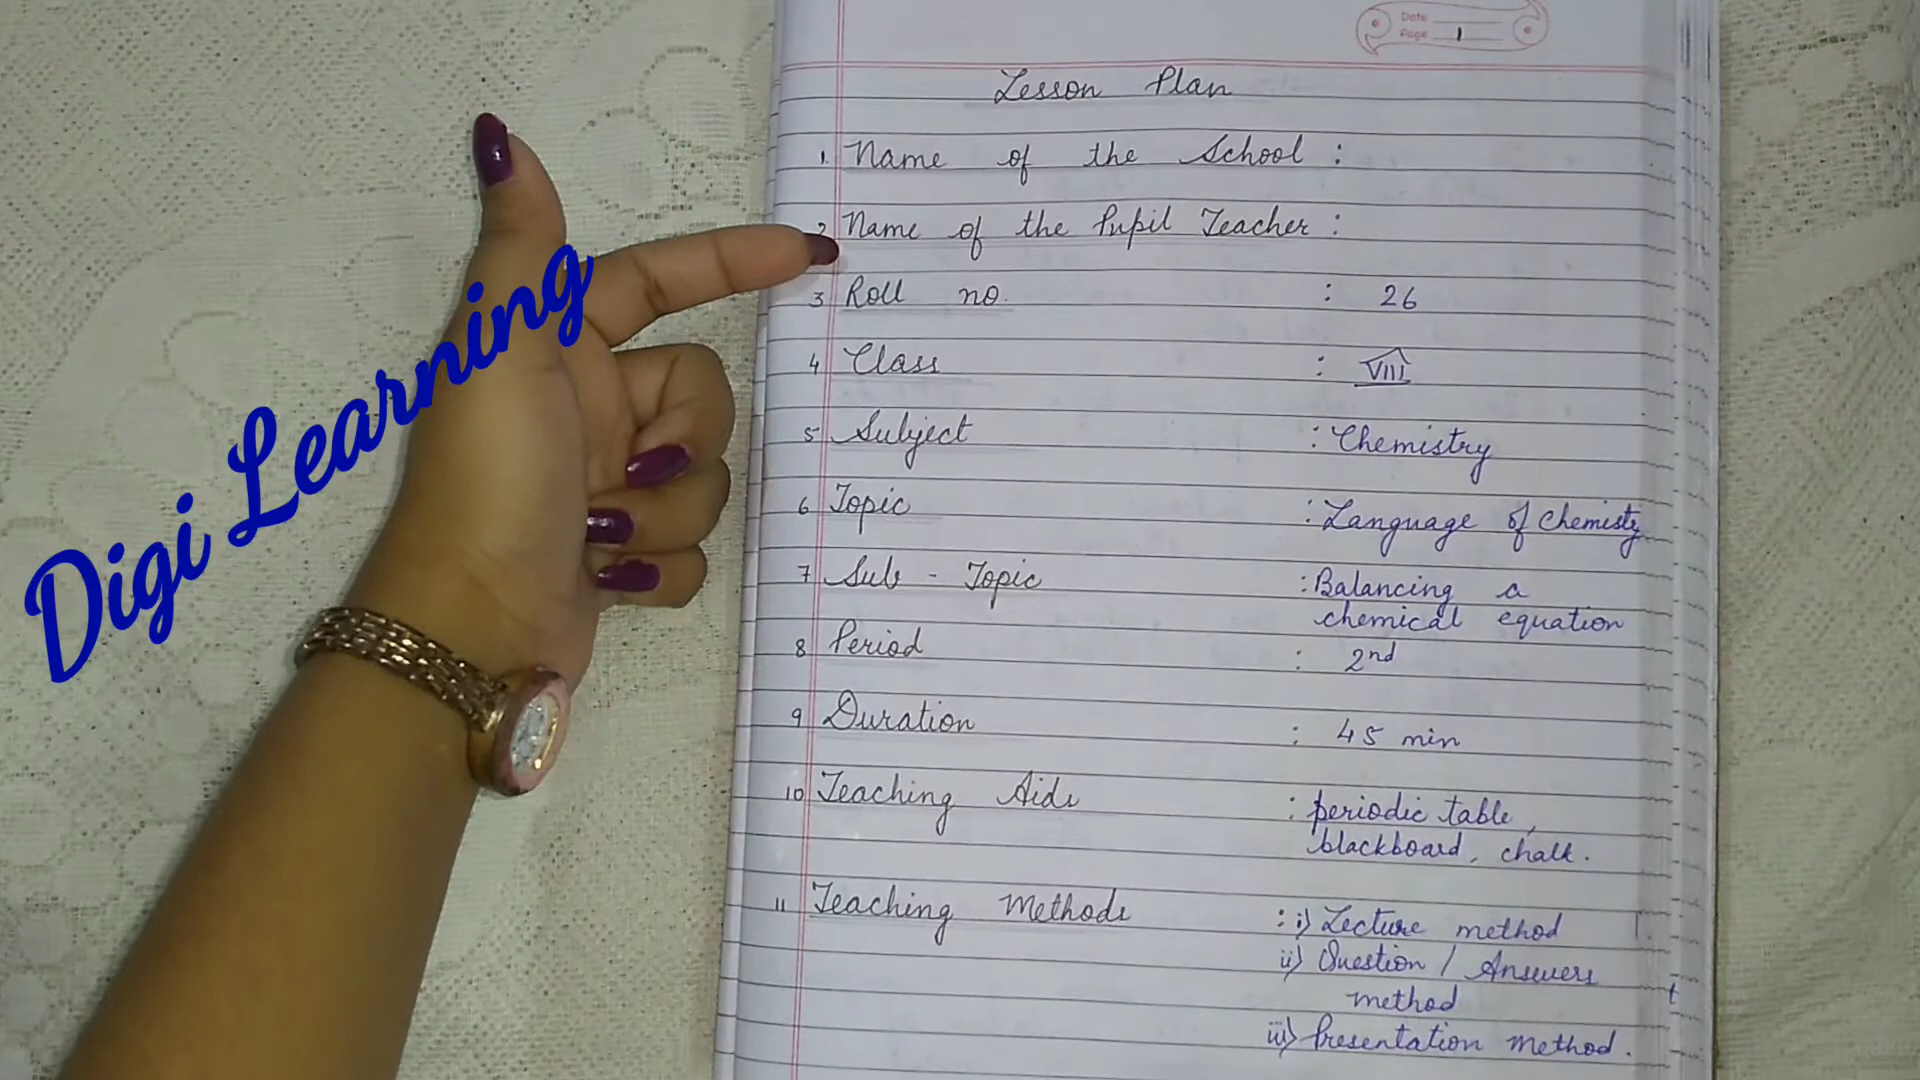 Date
Page 1
Lesson Plan
1. Name of the School :
2 Name of the Pupil Teacher :
3 Roll no. : 26
4 Class : VIII
5 Subject : Chemistry
6 Topic : Language of Chemisty
7 Sub - Topic : Balancing a
chemical equation
8 Period : 2nd
9 Duration : 45 min
10 Teaching Aids : periodic table,
blackboard, chalk.
11 Teaching Methods : i) Lecture method
ii) Question / Answers
method
iii) Presentation method.
Digi Learning